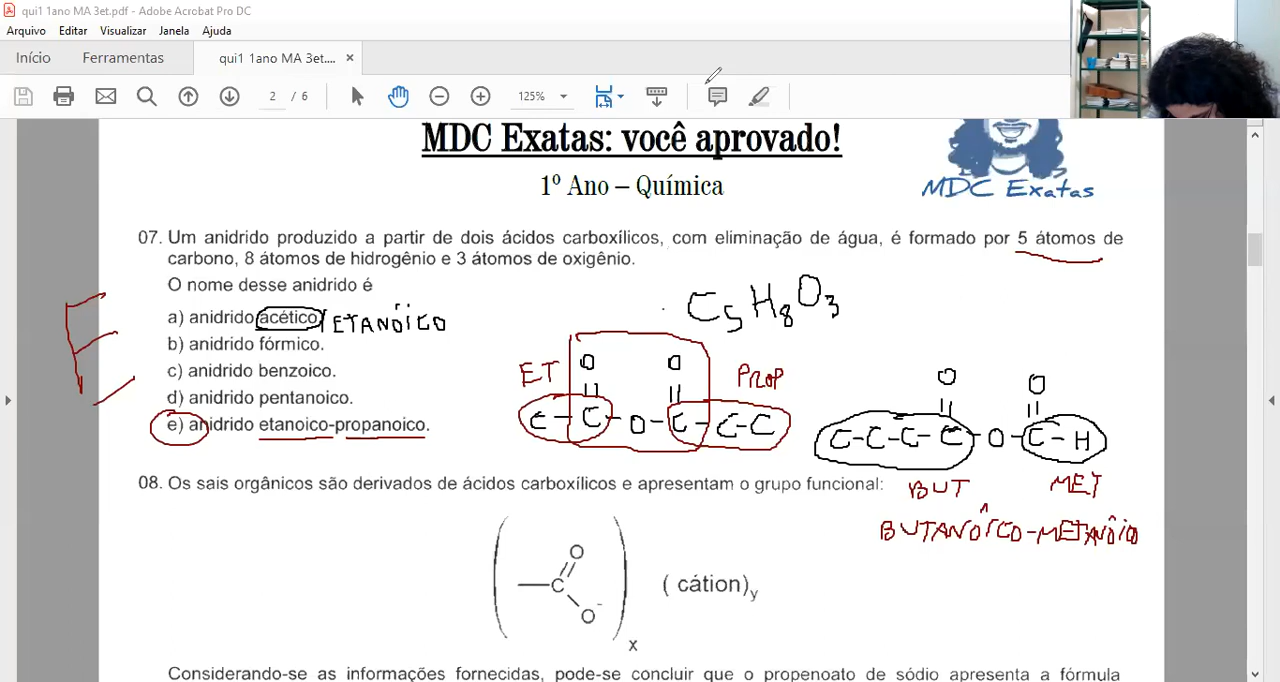 qui1 1ano MA 3et.pdf - Adobe Acrobat Pro DC
Arquivo Editar Visualizar Janela Ajuda
Início Ferramentas qui1 1ano MA 3et.... ×
2 / 6 125%
MDC Exatas: você aprovado!
1º Ano – Química
MDC Exatas
07. Um anidrido produzido a partir de dois ácidos carboxílicos, com eliminação de água, é formado por 5 átomos de
carbono, 8 átomos de hidrogênio e 3 átomos de oxigênio.
O nome desse anidrido é
C5H8O3
a) anidrido acético/ETANÓICO
b) anidrido fórmico.
c) anidrido benzoico.
d) anidrido pentanoico.
e) anidrido etanoico-propanoico.
E
ET PROP
O O
C-C-O-C-C-C
O O
C-C-C-C-O-C-H
BUT MET
BUTANÓICO-METANÓICO
08. Os sais orgânicos são derivados de ácidos carboxílicos e apresentam o grupo funcional:
O
C
O-
x
( cátion)y
Considerando-se as informações fornecidas, pode-se concluir que o propenoato de sódio apresenta a fórmula